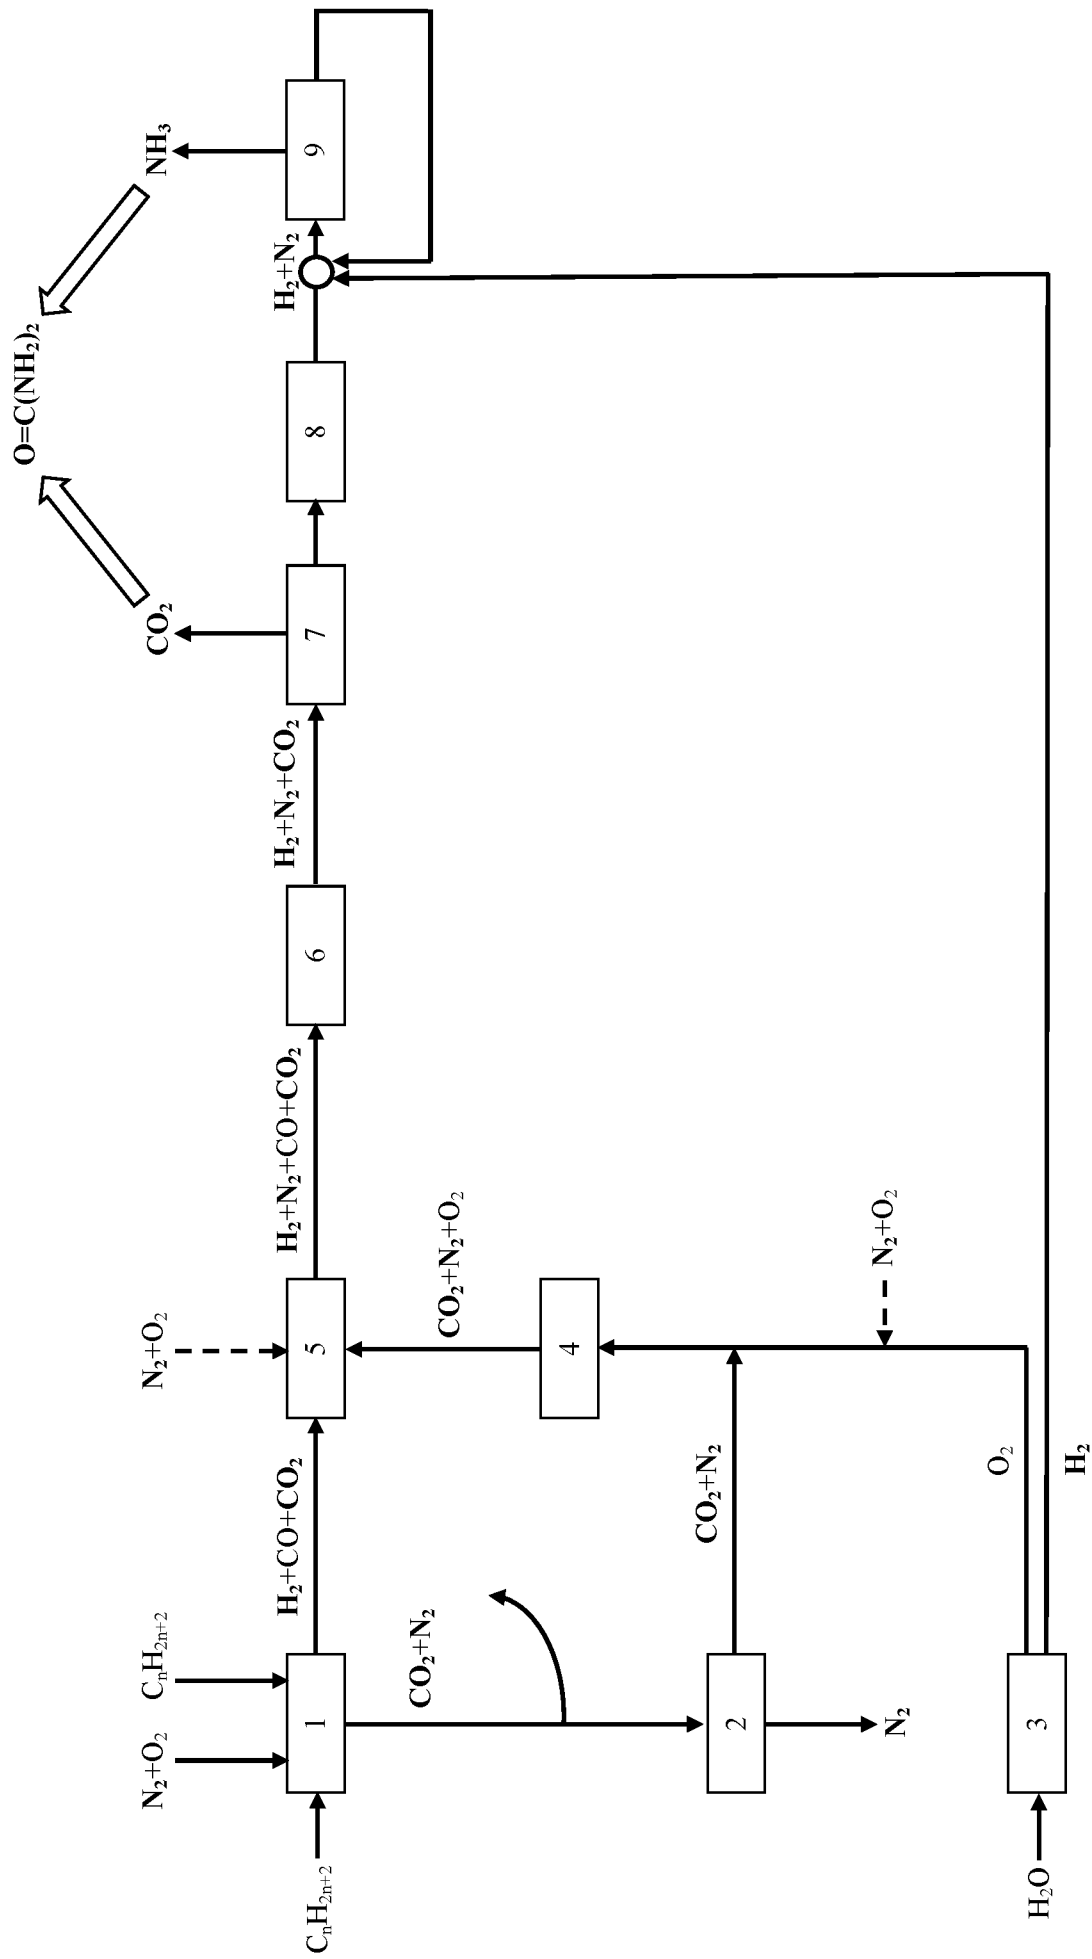 O=C(NH₂)₂
CO₂
NH₃
N₂+O₂
CₙH₂ₙ₊₂
N₂+O₂
CₙH₂ₙ₊₂
1
H₂+CO+CO₂
5
H₂+N₂+CO+CO₂
6
H₂+N₂+CO₂
7
8
H₂+N₂
9
CO₂+N₂
CO₂+N₂+O₂
4
2
CO₂+N₂
N₂
N₂+O₂
H₂O
3
O₂
H₂